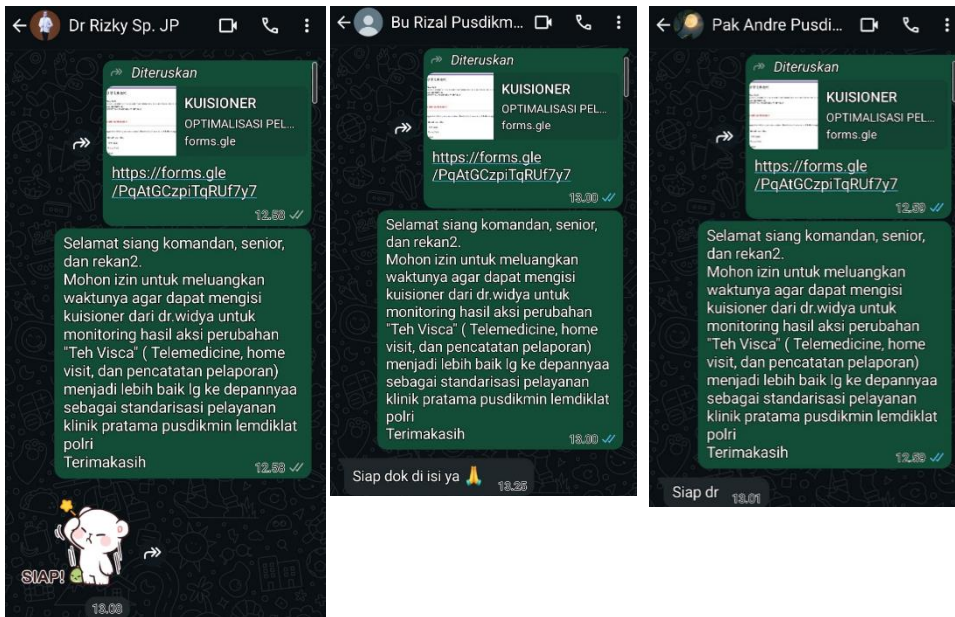 Dr Rizky Sp. JP
Diteruskan
KUISIONER
OPTIMALISASI PEL...
forms.gle
https://forms.gle
/PqAtGCzpiTqRUf7y7
12.58
Selamat siang komandan, senior,
dan rekan2.
Mohon izin untuk meluangkan
waktunya agar dapat mengisi
kuisioner dari dr.widya untuk
monitoring hasil aksi perubahan
"Teh Visca" ( Telemedicine, home
visit, dan pencatatan pelaporan)
menjadi lebih baik lg ke depannyaa
sebagai standarisasi pelayanan
klinik pratama pusdikmin lemdiklat
polri
Terimakasih
12.58
SIAP!
13.08
Bu Rizal Pusdikm...
Diteruskan
KUISIONER
OPTIMALISASI PEL...
forms.gle
https://forms.gle
/PqAtGCzpiTqRUf7y7
13.00
Selamat siang komandan, senior,
dan rekan2.
Mohon izin untuk meluangkan
waktunya agar dapat mengisi
kuisioner dari dr.widya untuk
monitoring hasil aksi perubahan
"Teh Visca" ( Telemedicine, home
visit, dan pencatatan pelaporan)
menjadi lebih baik lg ke depannyaa
sebagai standarisasi pelayanan
klinik pratama pusdikmin lemdiklat
polri
Terimakasih
13.00
Siap dok di isi ya 🙏
13.25
Pak Andre Pusdi...
Diteruskan
KUISIONER
OPTIMALISASI PEL...
forms.gle
https://forms.gle
/PqAtGCzpiTqRUf7y7
12.59
Selamat siang komandan, senior,
dan rekan2.
Mohon izin untuk meluangkan
waktunya agar dapat mengisi
kuisioner dari dr.widya untuk
monitoring hasil aksi perubahan
"Teh Visca" ( Telemedicine, home
visit, dan pencatatan pelaporan)
menjadi lebih baik lg ke depannyaa
sebagai standarisasi pelayanan
klinik pratama pusdikmin lemdiklat
polri
Terimakasih
12.59
Siap dr
13.01